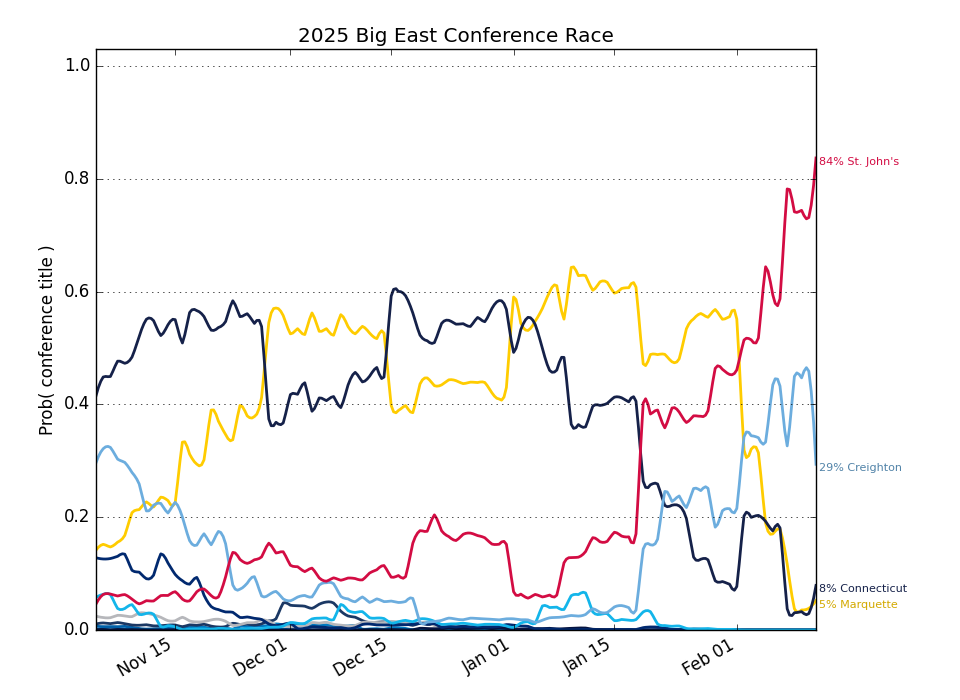 2025 Big East Conference Race
Prob( conference title )
1.0
0.8
0.6
0.4
0.2
0.0
Nov 15
Dec 01
Dec 15
Jan 01
Jan 15
Feb 01
84% St. John's
29% Creighton
8% Connecticut
5% Marquette